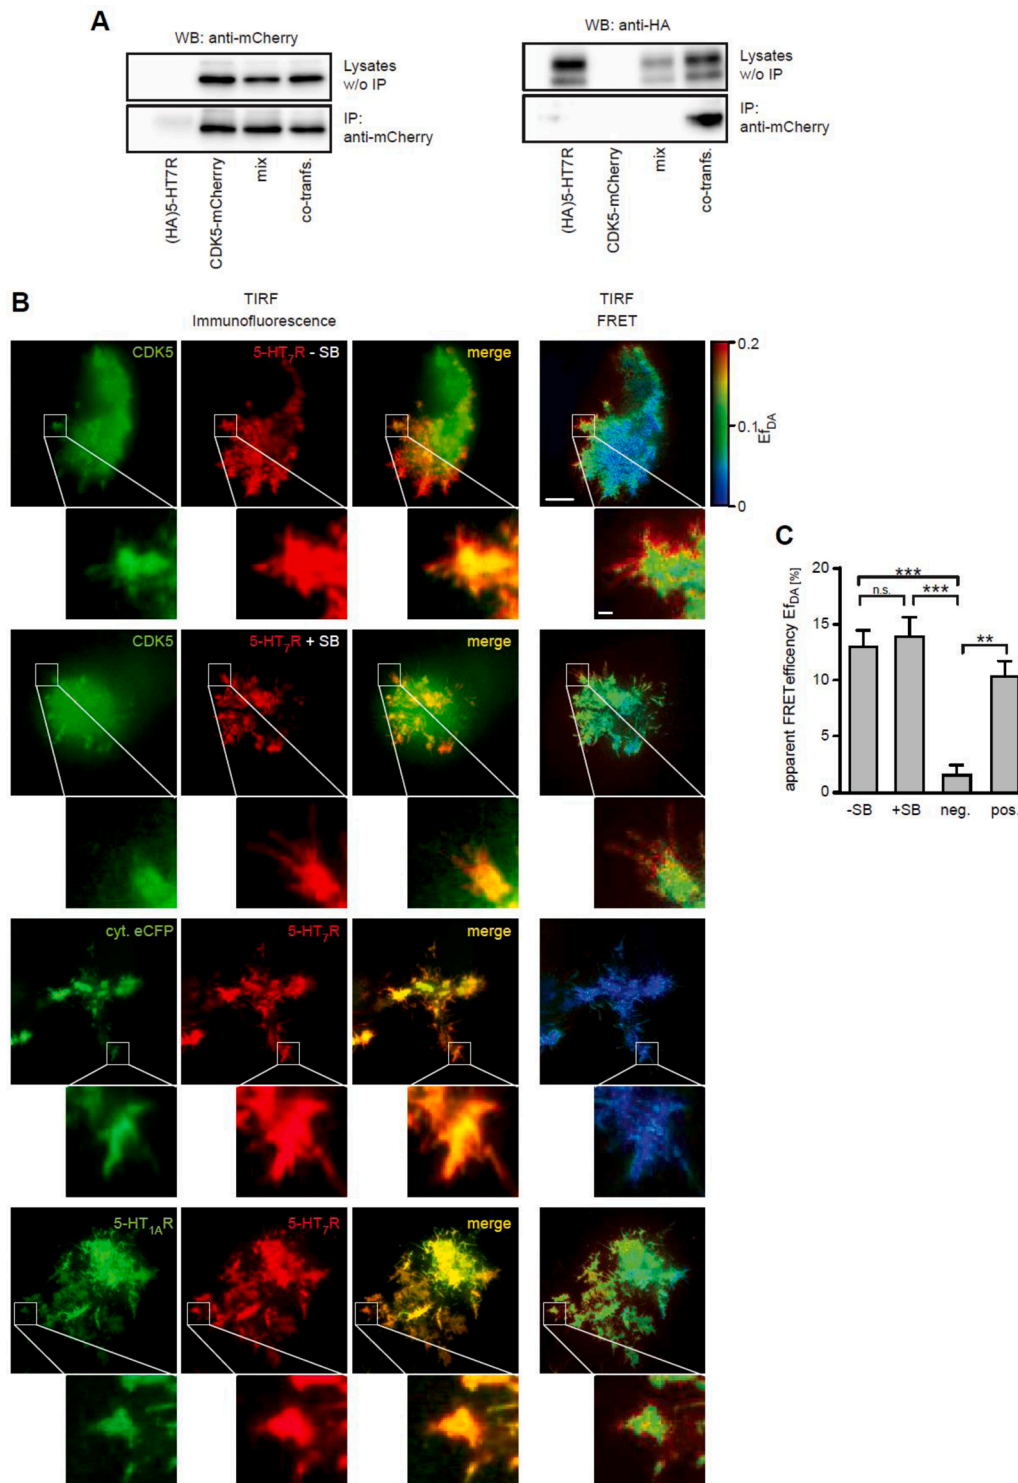 A
WB: anti-mCherry
Lysates
w/o IP
IP:
anti-mCherry
(HA)5-HT7R
CDK5-mCherrry
mix
co-tranfs.
WB: anti-HA
Lysates
w/o IP
IP:
anti-mCherry
(HA)5-HT7R
CDK5-mCherry
mix
co-tranfs.
B
TIRF
Immunofluorescence
TIRF
FRET
CDK5
5-HT7R - SB
merge
0.2
0.1
0
EfDA
CDK5
5-HT7R + SB
merge
cyt. eCFP
5-HT7R
merge
5-HT1AR
5-HT7R
merge
C
apparent FRET efficency EfDA [%]
20
15
10
5
0
***
n.s.
***
**
-SB
+SB
neg.
pos.